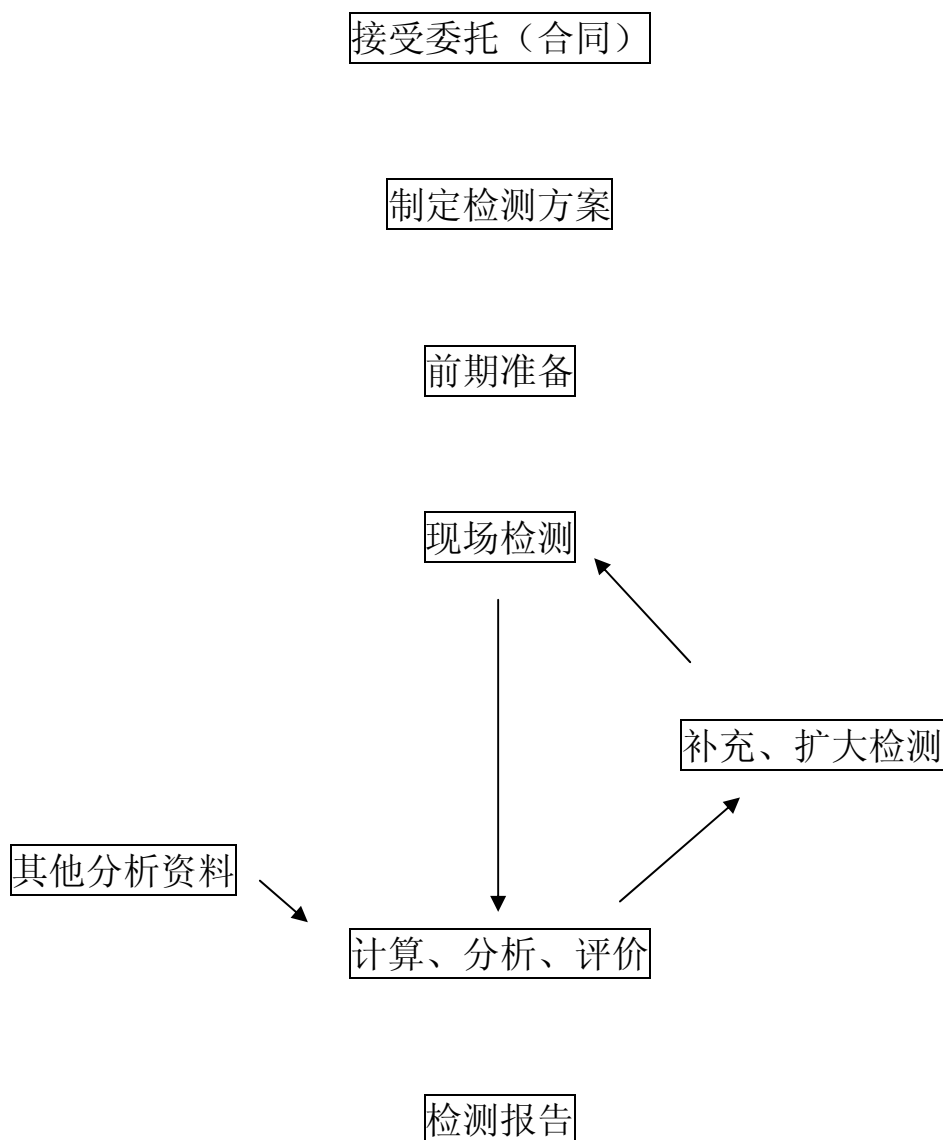 接受委托（合同）
制定检测方案
前期准备
现场检测
补充、扩大检测
其他分析资料
计算、分析、评价
检测报告